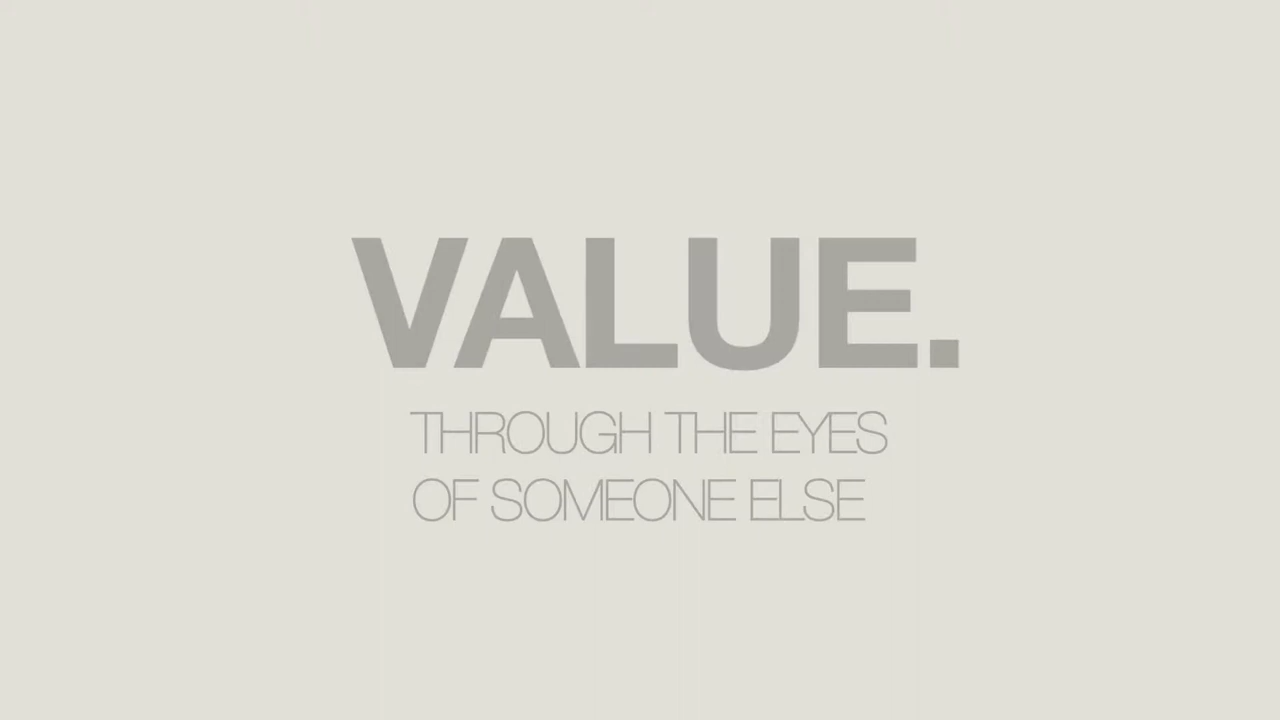 VALUE.
THROUGH THE EYES
OF SOMEONE ELSE